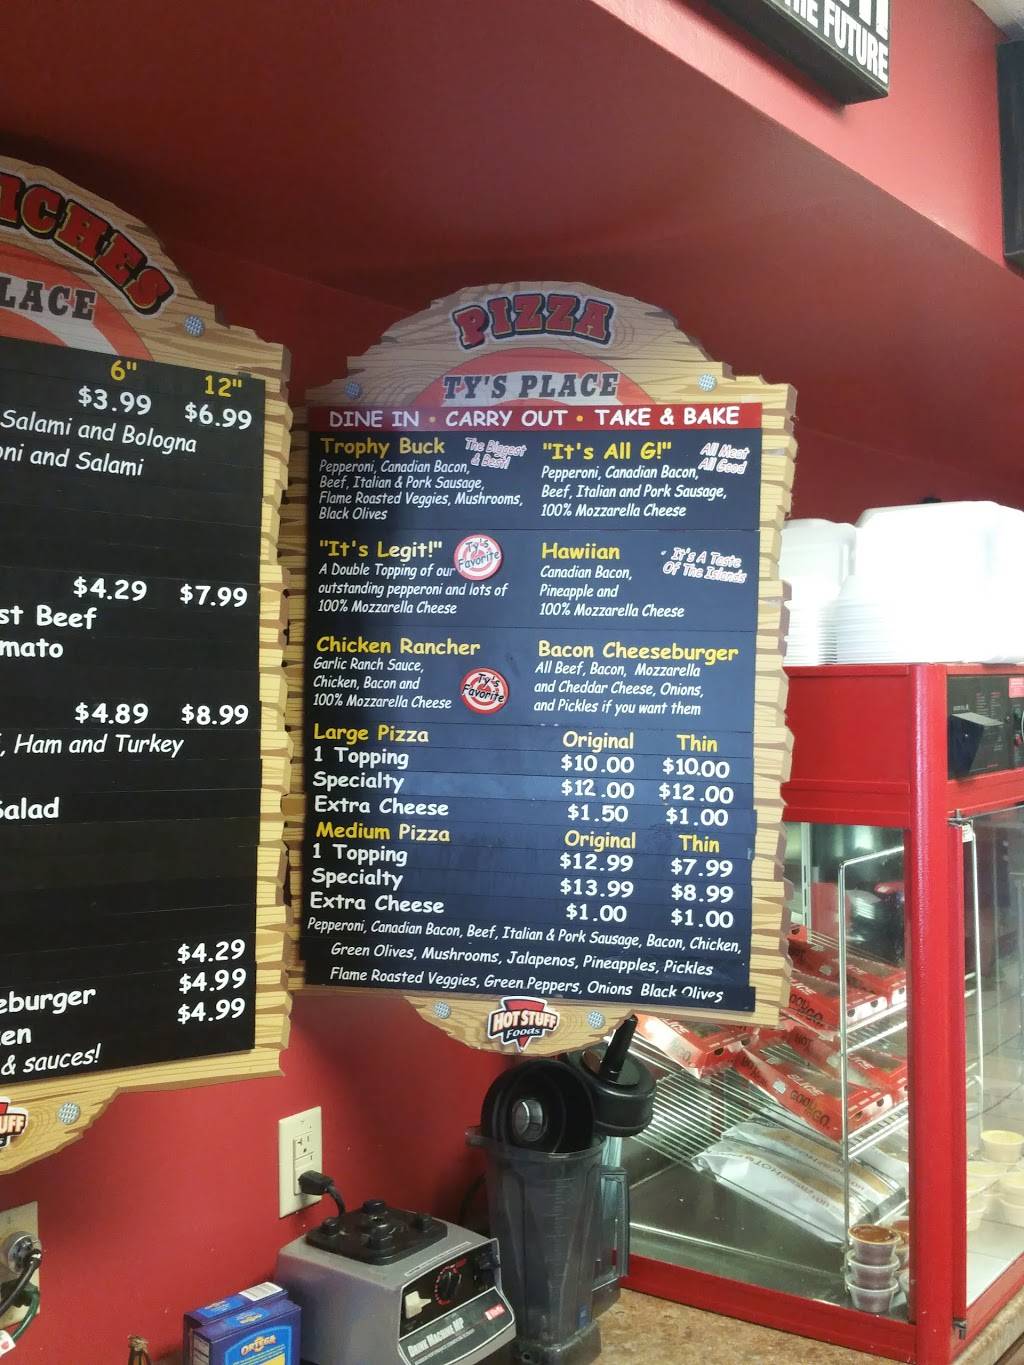 THE FUTURE
ICHES
LACE
6" 12"
$3.99 $6.99
Salami and Bologna
oni and Salami
$4.29 $7.99
st Beef
mato
$4.89 $8.99
, Ham and Turkey
Salad
$4.29
$4.99
eburger $4.99
en
& sauces!
UFF
PIZZA
TY'S PLACE
DINE IN • CARRY OUT • TAKE & BAKE
Trophy Buck
The Biggest
& Best!
Pepperoni, Canadian Bacon,
Beef, Italian & Pork Sausage,
Flame Roasted Veggies, Mushrooms,
Black Olives
"It's All G!"
All Meat
All Good
Pepperoni, Canadian Bacon,
Beef, Italian and Pork Sausage,
100% Mozzarella Cheese
"It's Legit!"
Ty's
Favorite
A Double Topping of our
outstanding pepperoni and lots of
100% Mozzarella Cheese
Hawiian
It's A Taste
Of The Islands
Canadian Bacon,
Pineapple and
100% Mozzarella Cheese
Chicken Rancher
Garlic Ranch Sauce,
Chicken, Bacon and
100% Mozzarella Cheese
Ty's
Favorite
Bacon Cheeseburger
All Beef, Bacon, Mozzarella
and Cheddar Cheese, Onions,
and Pickles if you want them
Large Pizza Original Thin
1 Topping $10.00 $10.00
Specialty $12.00 $12.00
Extra Cheese $1.50 $1.00
Medium Pizza Original Thin
1 Topping $12.99 $7.99
Specialty $13.99 $8.99
Extra Cheese $1.00 $1.00
Pepperoni, Canadian Bacon, Beef, Italian & Pork Sausage, Bacon, Chicken,
Green Olives, Mushrooms, Jalapenos, Pineapples, Pickles
Flame Roasted Veggies, Green Peppers, Onions Black Olives
HOT STUFF
Foods
ORTEGA
DRINK MACHINE HP